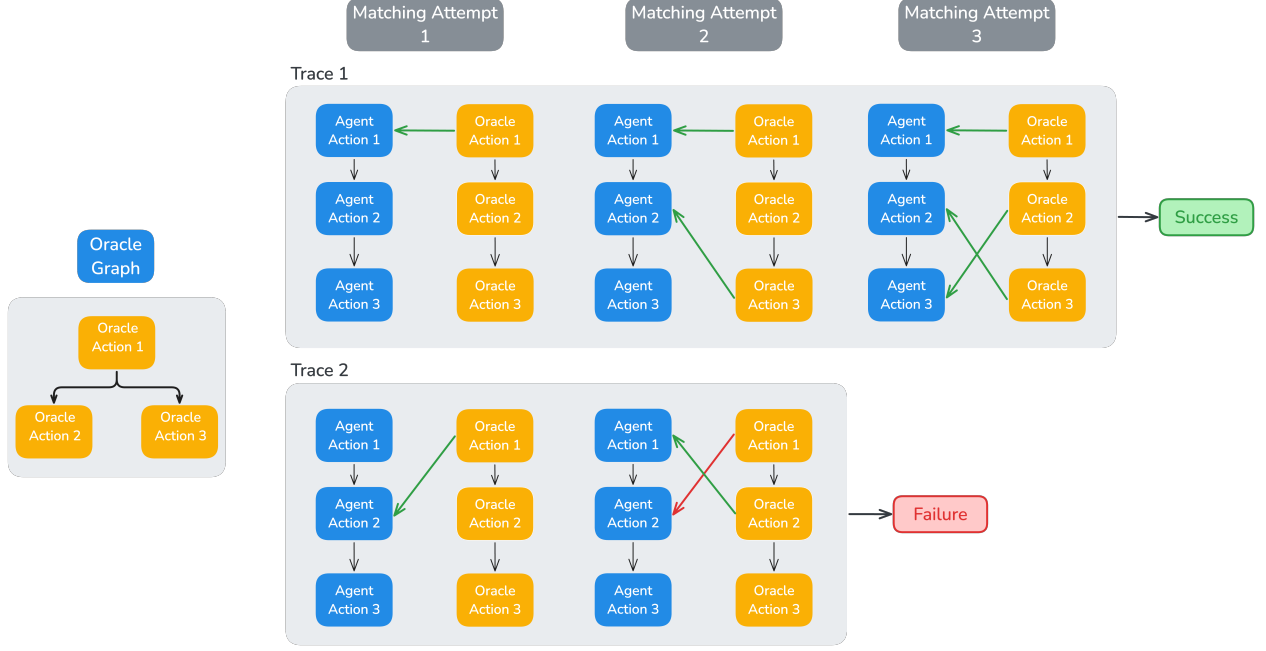 Matching Attempt
1
Matching Attempt
2
Matching Attempt
3
Trace 1
Agent
Action 1
Oracle
Action 1
Agent
Action 2
Oracle
Action 2
Agent
Action 3
Oracle
Action 3
Agent
Action 1
Oracle
Action 1
Agent
Action 2
Oracle
Action 2
Agent
Action 3
Oracle
Action 3
Agent
Action 1
Oracle
Action 1
Agent
Action 2
Oracle
Action 2
Agent
Action 3
Oracle
Action 3
Success
Oracle
Graph
Oracle
Action 1
Oracle
Action 2
Oracle
Action 3
Trace 2
Agent
Action 1
Oracle
Action 1
Agent
Action 2
Oracle
Action 2
Agent
Action 3
Oracle
Action 3
Agent
Action 1
Oracle
Action 1
Agent
Action 2
Oracle
Action 2
Agent
Action 3
Oracle
Action 3
Failure